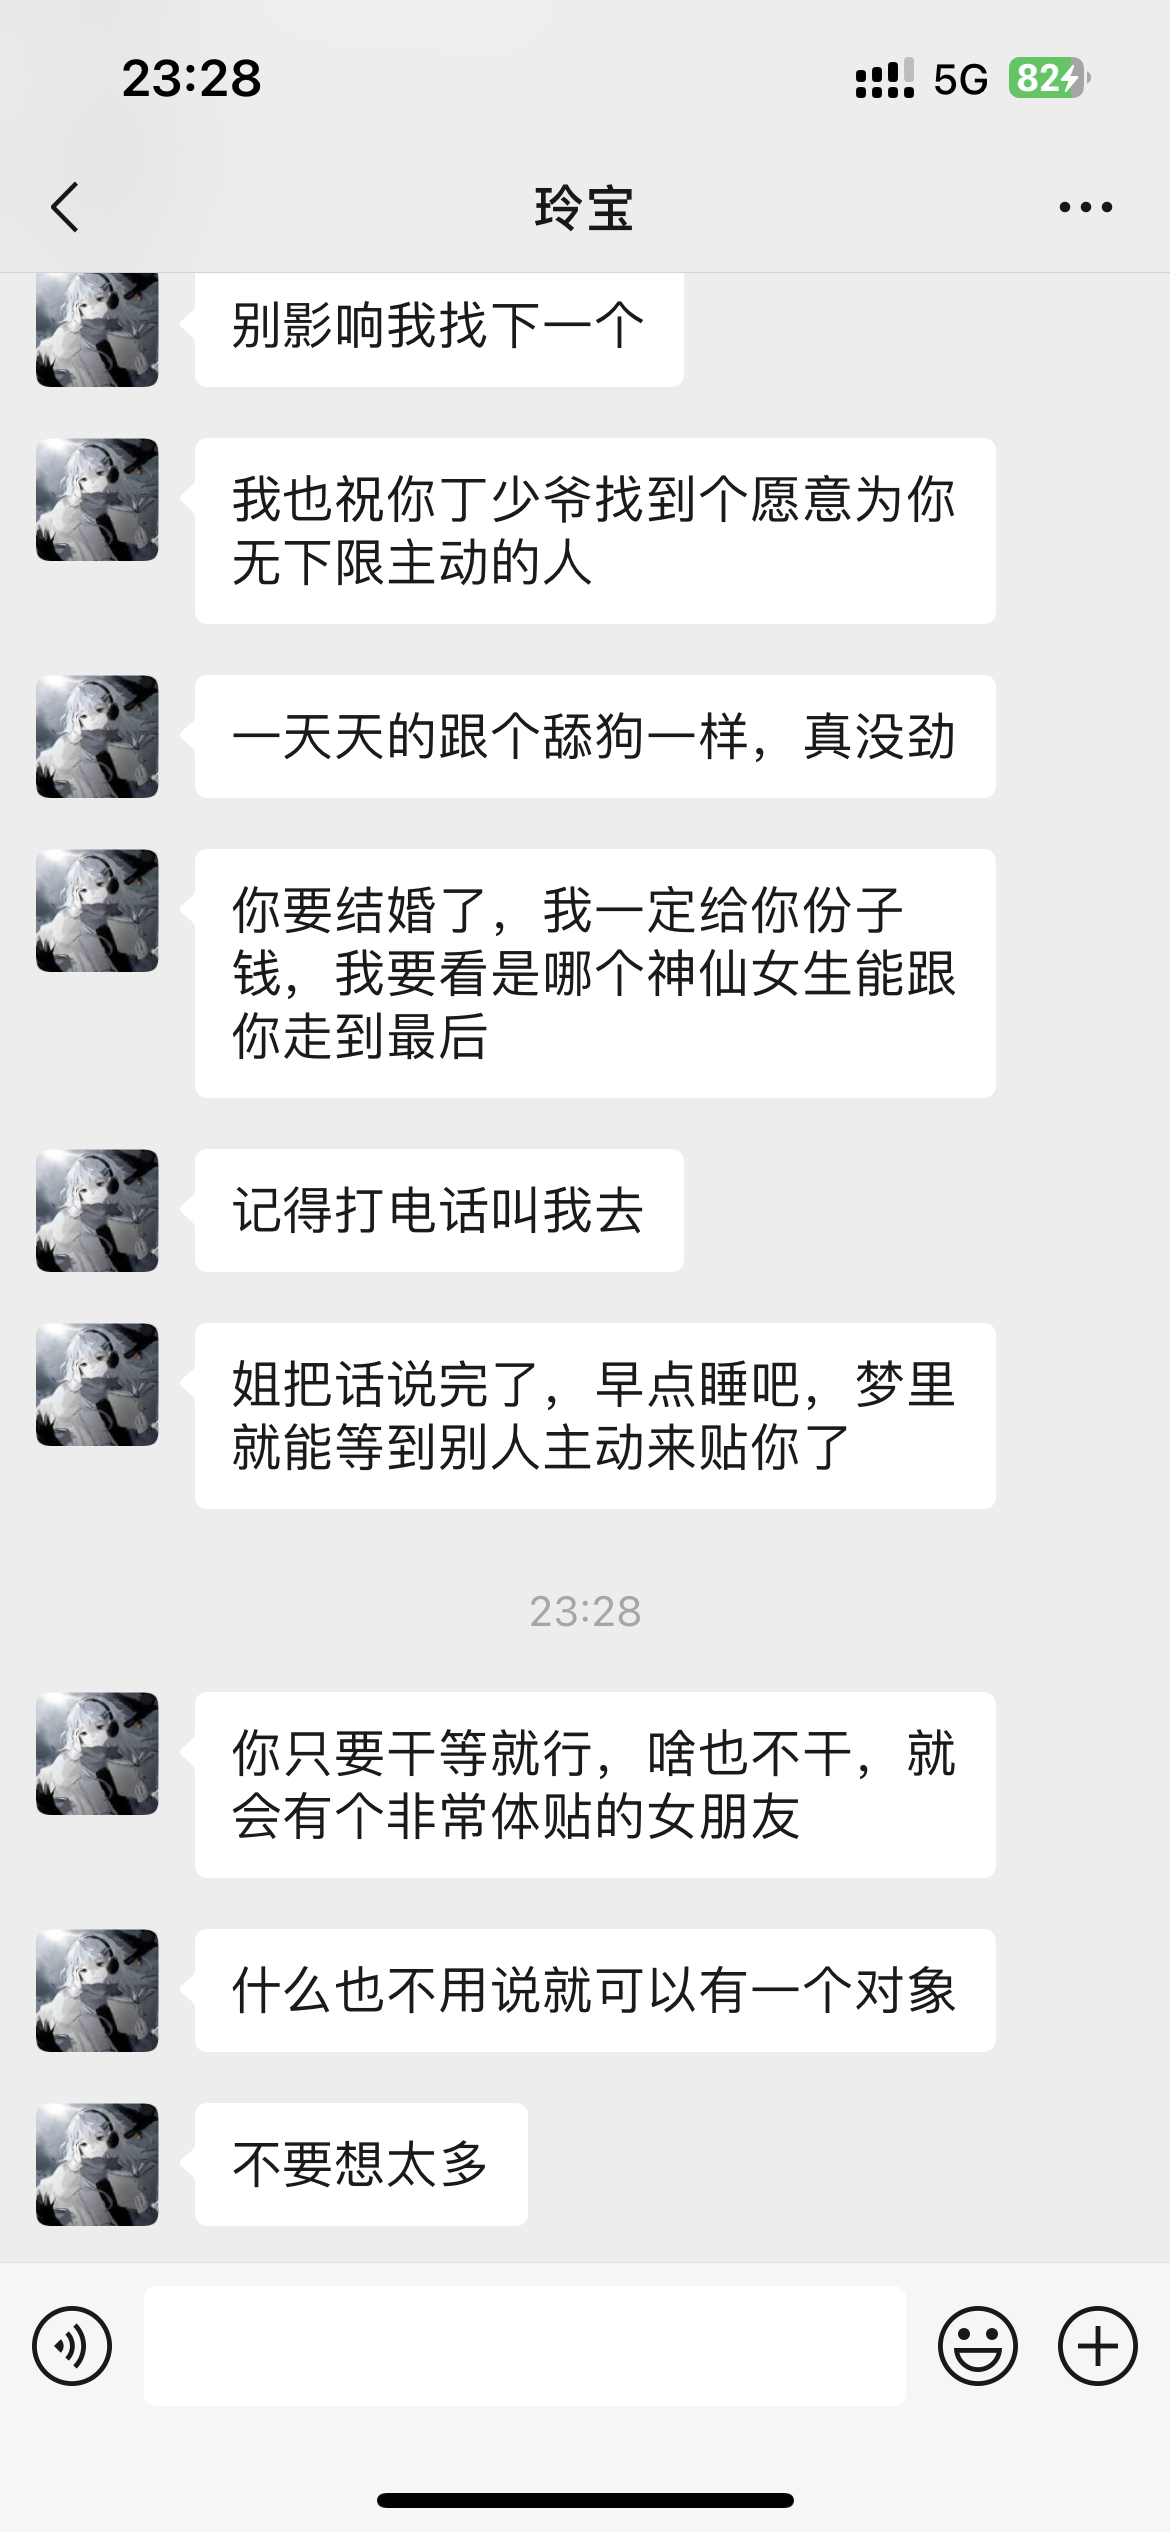 23:28
5G
82
玲宝
别影响我找下一个
我也祝你丁少爷找到个愿意为你
无下限主动的人
一天天的跟个舔狗一样，真没劲
你要结婚了，我一定给你份子
钱，我要看是哪个神仙女生能跟
你走到最后
记得打电话叫我去
姐把话说完了，早点睡吧，梦里
就能等到别人主动来贴你了
23:28
你只要干等就行，啥也不干，就
会有个非常体贴的女朋友
什么也不用说就可以有一个对象
不要想太多